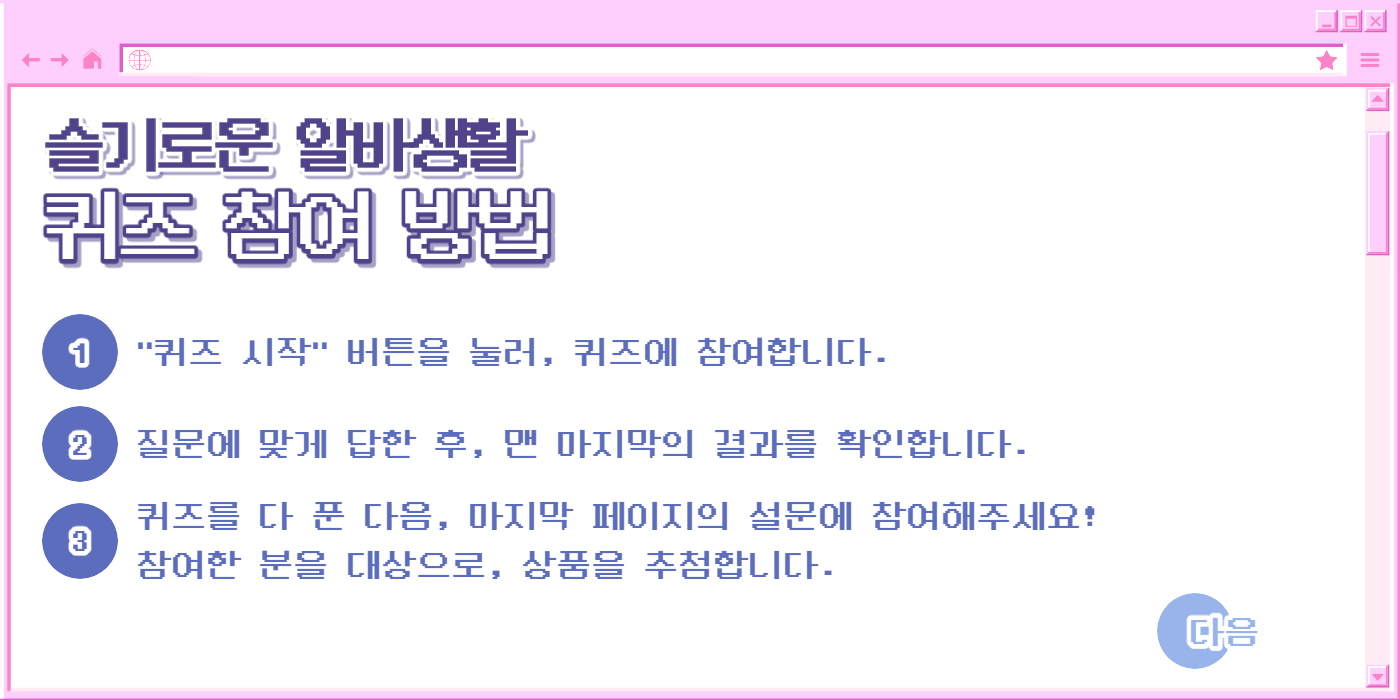 슬기로운 알바생활
퀴즈 참여 방법
1 "퀴즈 시작" 버튼을 눌러, 퀴즈에 참여합니다.
2 질문에 맞게 답한 후, 맨 마지막의 결과를 확인합니다.
3 퀴즈를 다 푼 다음, 마지막 페이지의 설문에 참여해주세요!
참여한 분을 대상으로, 상품을 추첨합니다.
다음